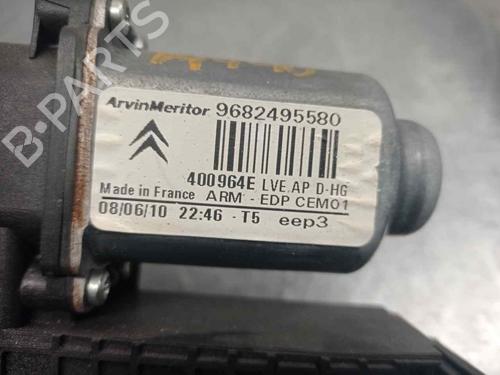 ArvinMeritor 9682495580
400964E LVE.AP D-HG
Made in France ARM - EDP CEM01
08/06/10 22:46 - T5 eep3
B-PARTS